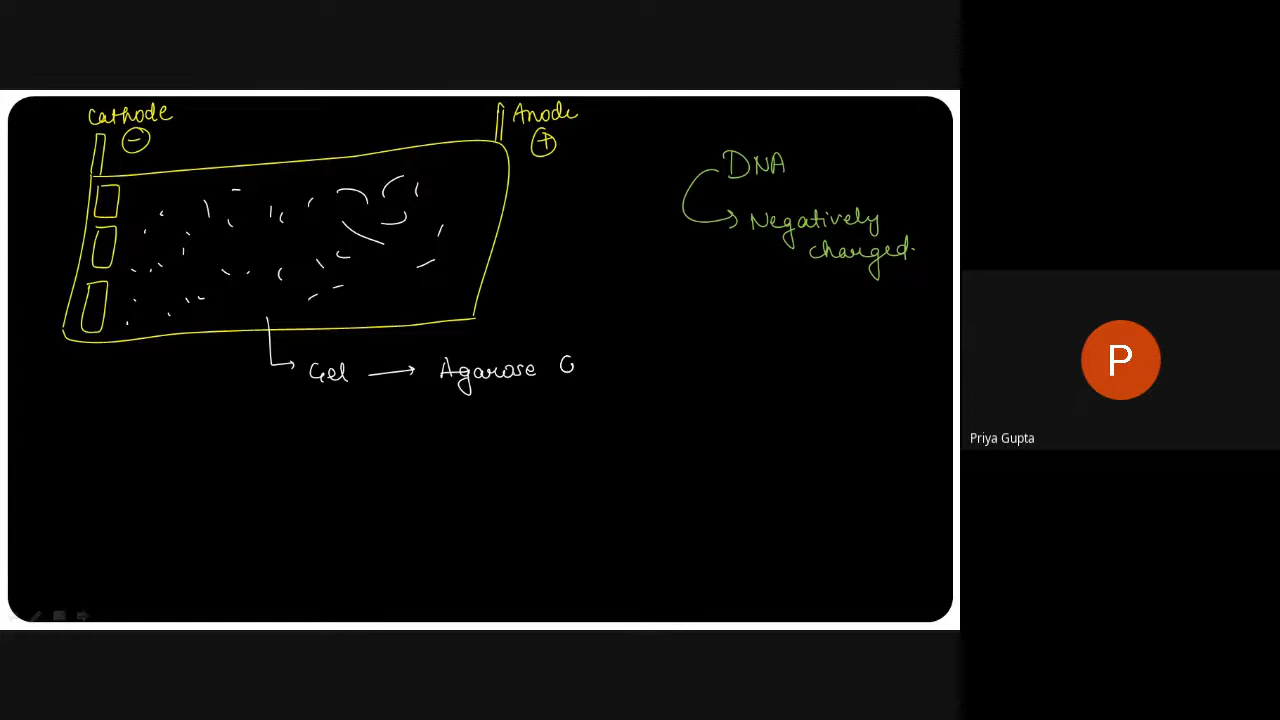 Cathode
Anode
-
+
DNA
Negatively
charged.
Gel → Agarose G
P
Priya Gupta